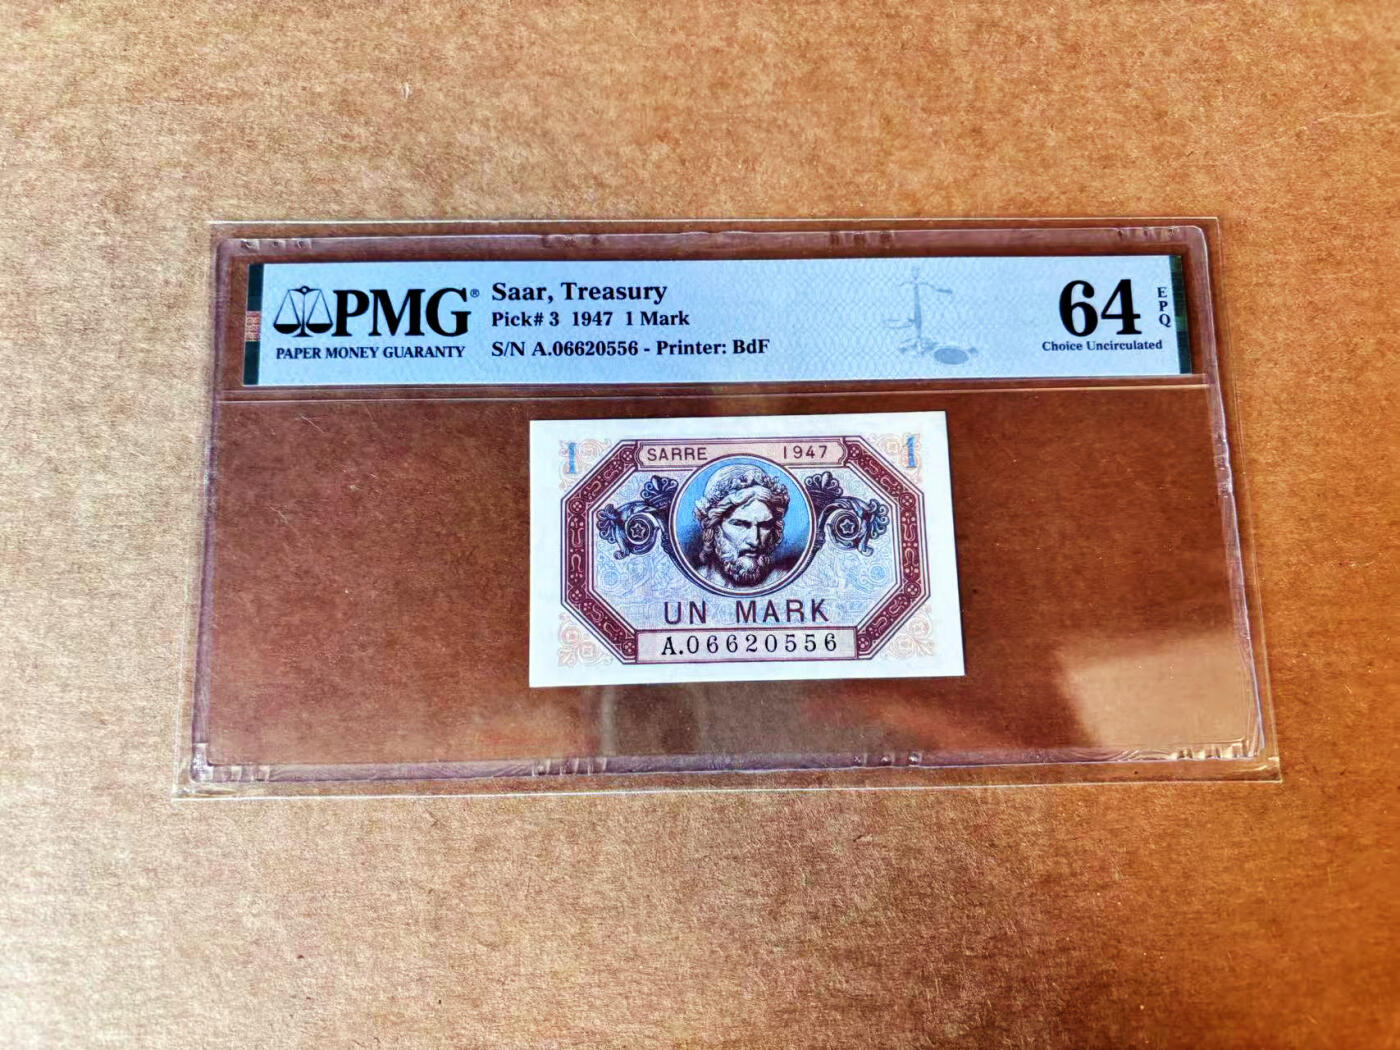 PMG®
PAPER MONEY GUARANTY
Saar, Treasury
Pick# 3 1947 1 Mark
S/N A.06620556 - Printer: BdF
64
EPQ
Choice Uncirculated
1
1
SARRE 1947
UN MARK
A.06620556